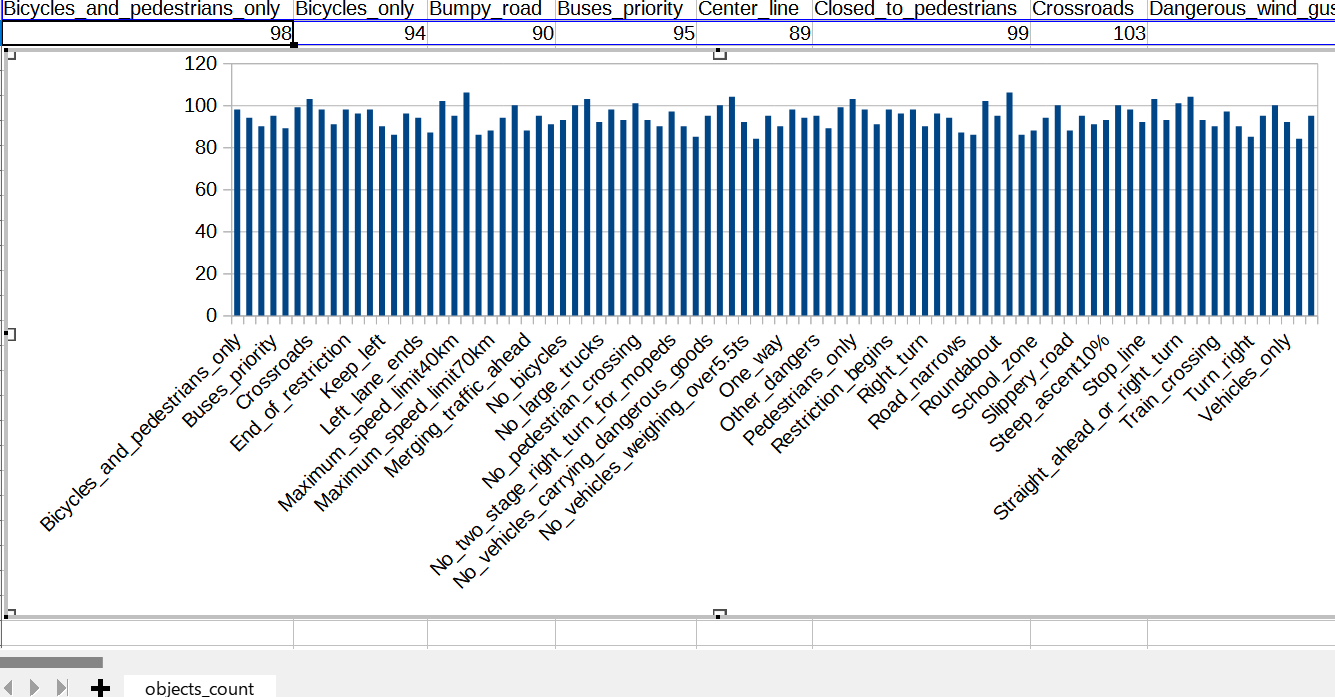 Bicycles_and_pedestrians_only Bicycles_only Bumpy_road Buses_priority Center_line Closed_to_pedestrians Crossroads Dangerous_wind_gus
98 94 90 95 89 99 103
120
100
80
60
40
20
0
Bicycles_and_pedestrians_only
Buses_priority
Crossroads
End_of_restriction
Keep_left
Left_lane_ends
Maximum_speed_limit40km
Maximum_speed_limit70km
Merging_traffic_ahead
No_bicycles
No_large_trucks
No_pedestrian_crossing
No_two_stage_right_turn_for_mopeds
No_vehicles_carrying_dangerous_goods
No_vehicles_weighing_over5.5ts
One_way
Other_dangers
Pedestrians_only
Restriction_begins
Right_turn
Road_narrows
Roundabout
School_zone
Slippery_road
Steep_ascent10%
Stop_line
Straight_ahead_or_right_turn
Train_crossing
Turn_right
Vehicles_only
objects_count